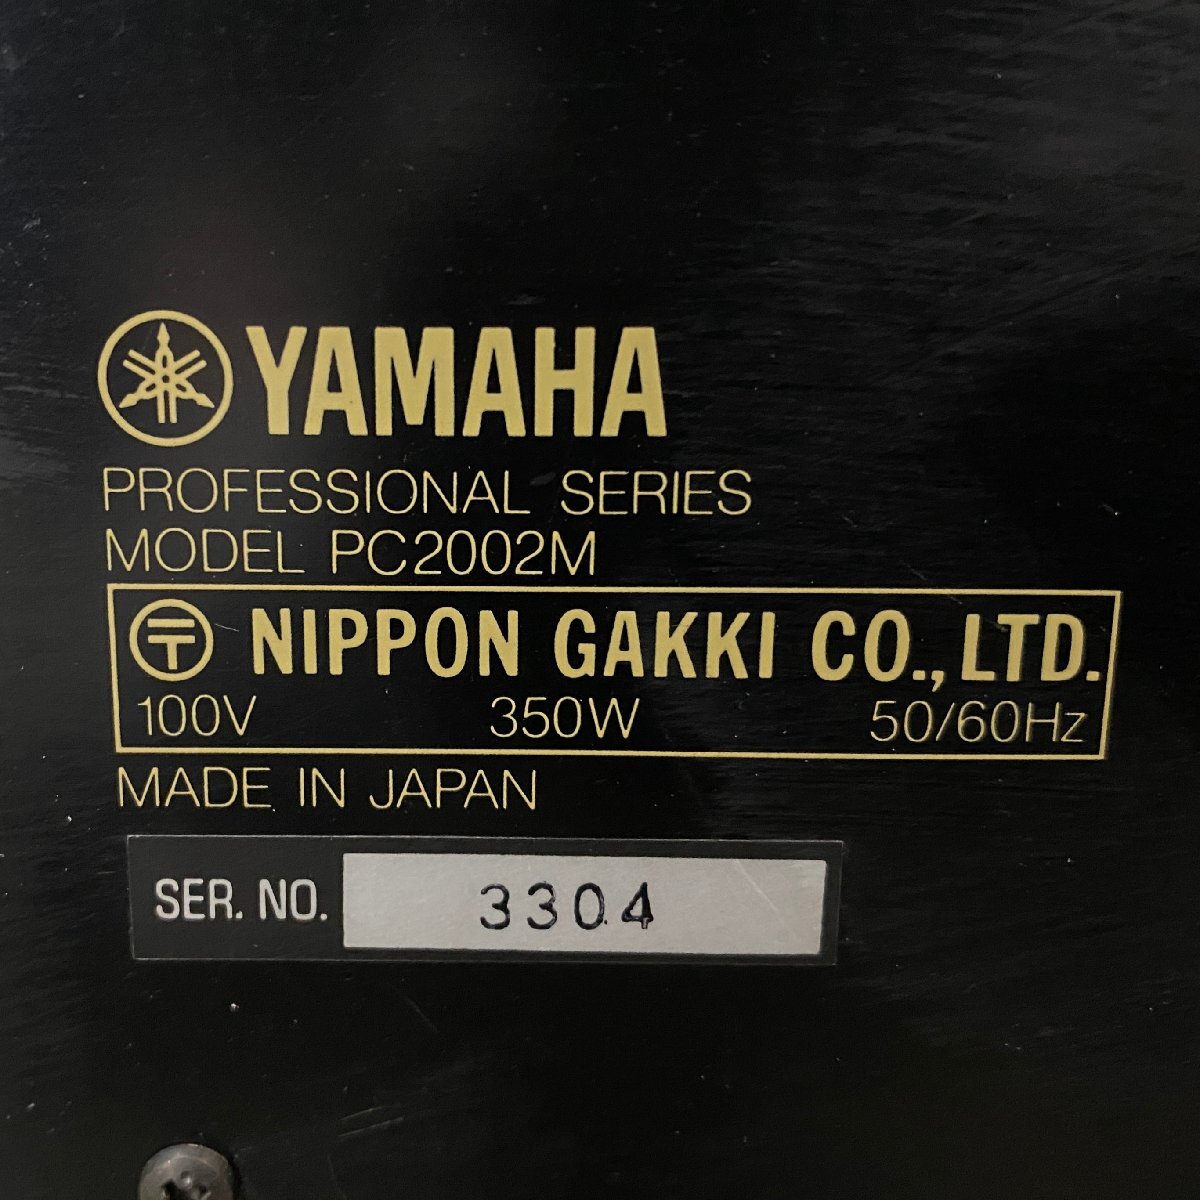 YAMAHA
PROFESSIONAL SERIES
MODEL PC2002M
〒 NIPPON GAKKI CO., LTD.
100V 350W 50/60Hz
MADE IN JAPAN
SER. NO. 3304